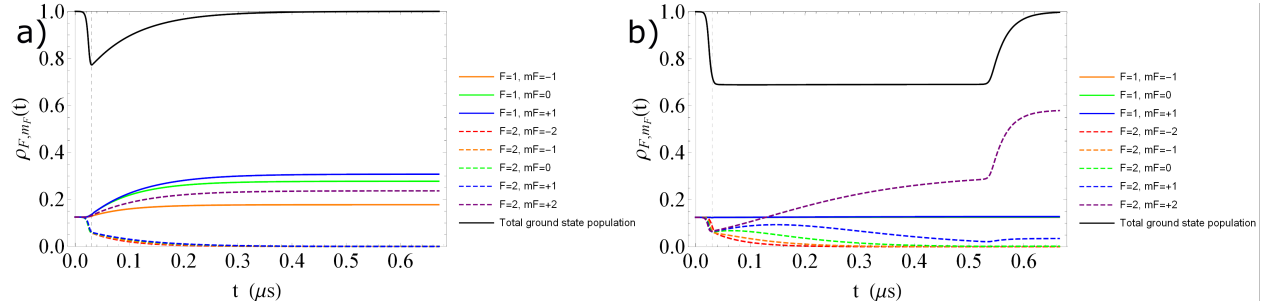 a)
1.0
0.8
0.6
0.4
0.2
0.0
ρF,mF(t)
0.0 0.1 0.2 0.3 0.4 0.5 0.6
t (μs)
F=1, mF=−1
F=1, mF=0
F=1, mF=+1
F=2, mF=−2
F=2, mF=−1
F=2, mF=0
F=2, mF=+1
F=2, mF=+2
Total ground state population
b)
1.0
0.8
0.6
0.4
0.2
0.0
ρF,mF(t)
0.0 0.1 0.2 0.3 0.4 0.5 0.6
t (μs)
F=1, mF=−1
F=1, mF=0
F=1, mF=+1
F=2, mF=−2
F=2, mF=−1
F=2, mF=0
F=2, mF=+1
F=2, mF=+2
Total ground state population